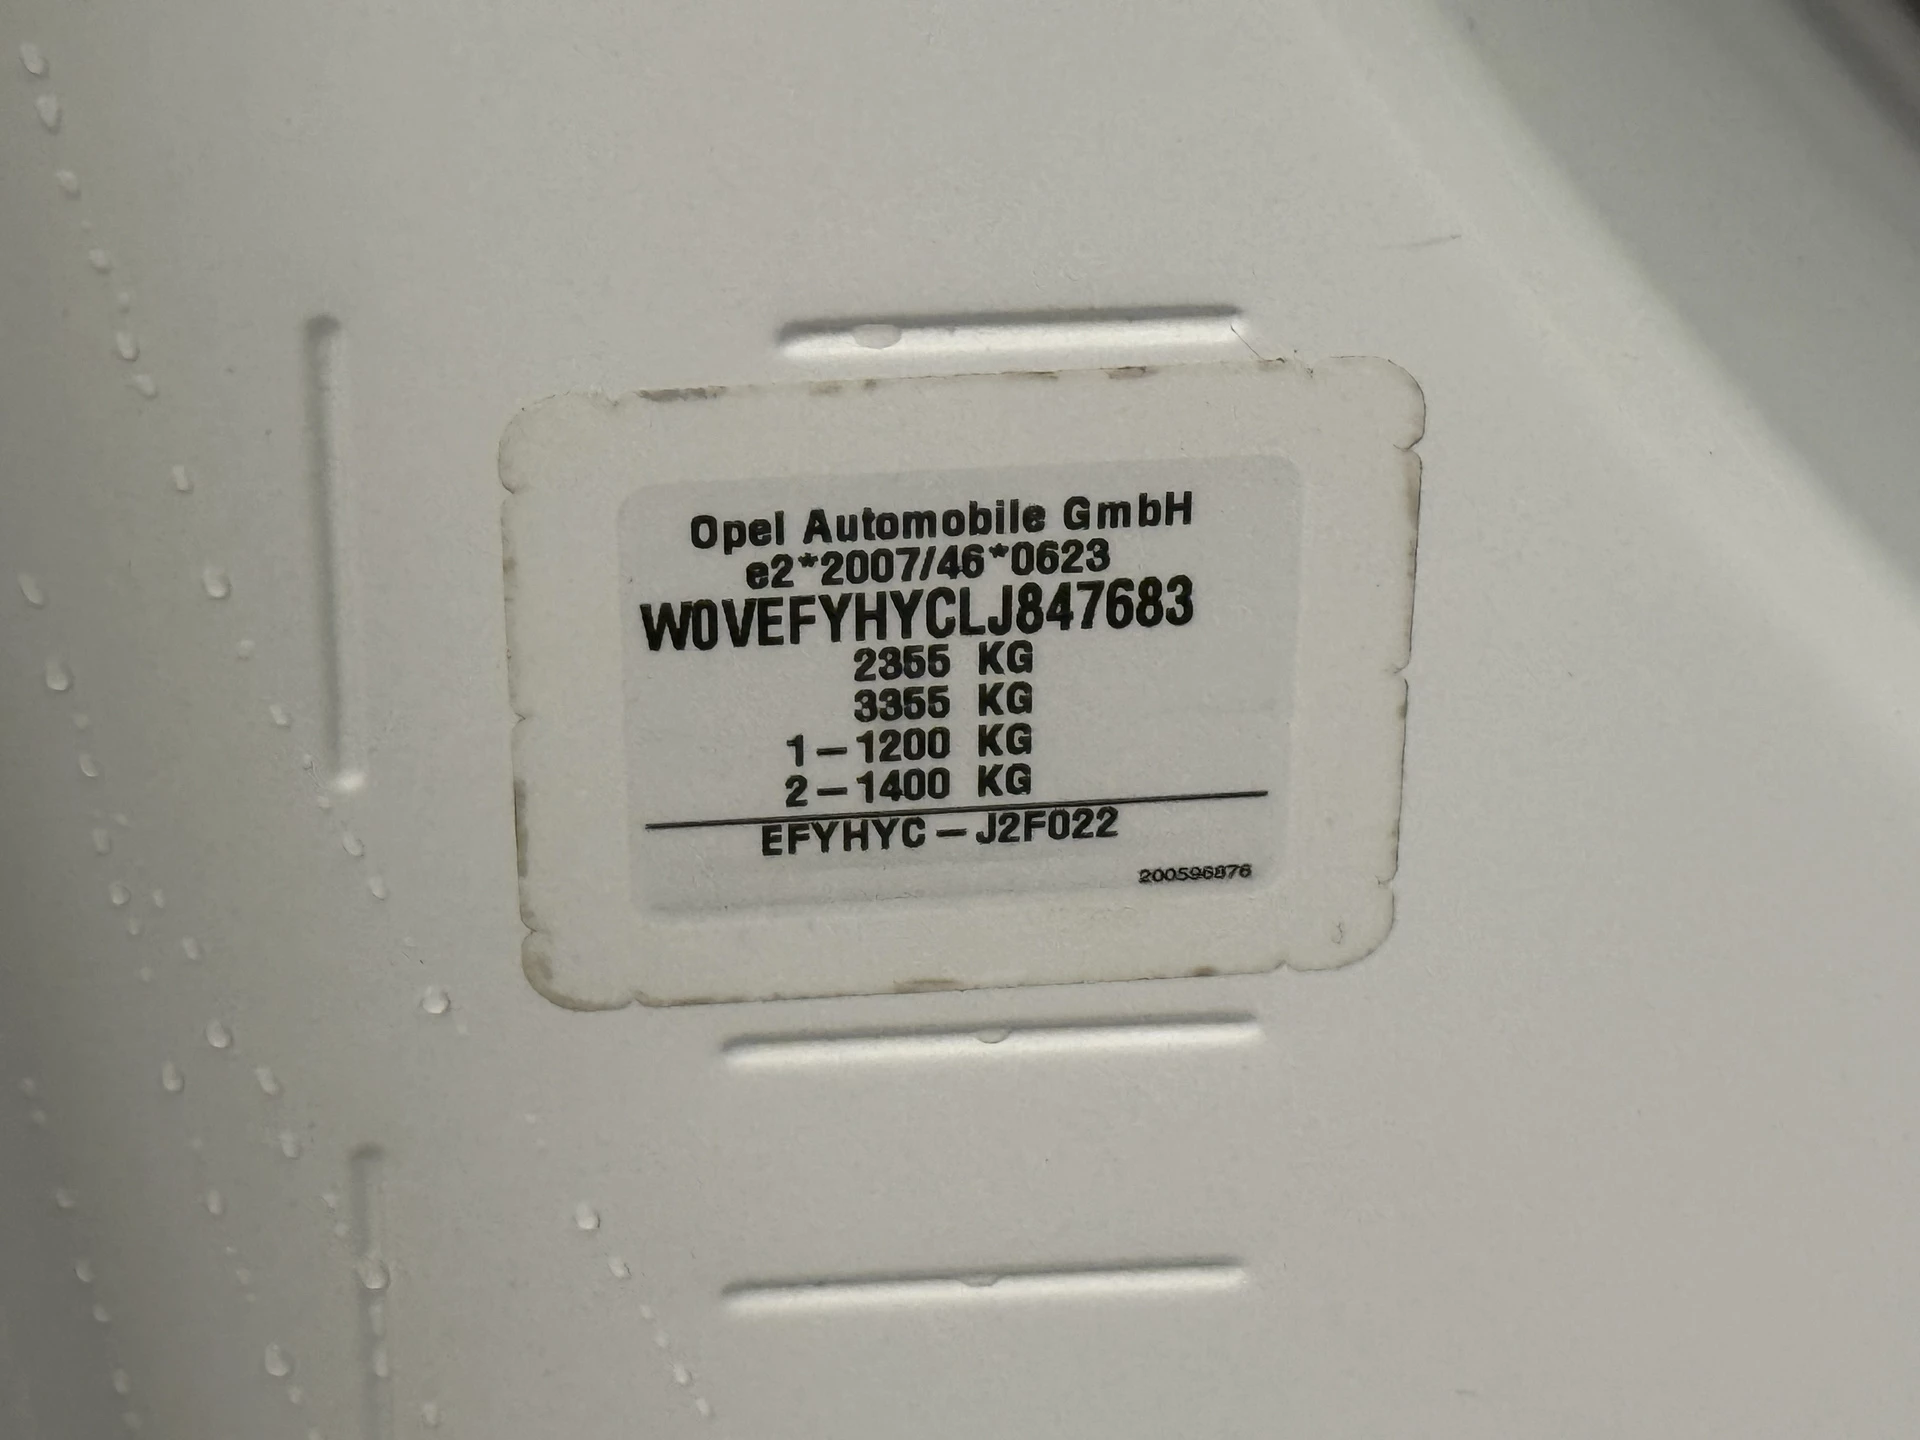 Opel Automobile GmbH
e2*2007/46*0623
W0VEFYHYCLJ847683
2355 KG
3355 KG
1-1200 KG
2-1400 KG
EFYHYC-J2F022
200596876